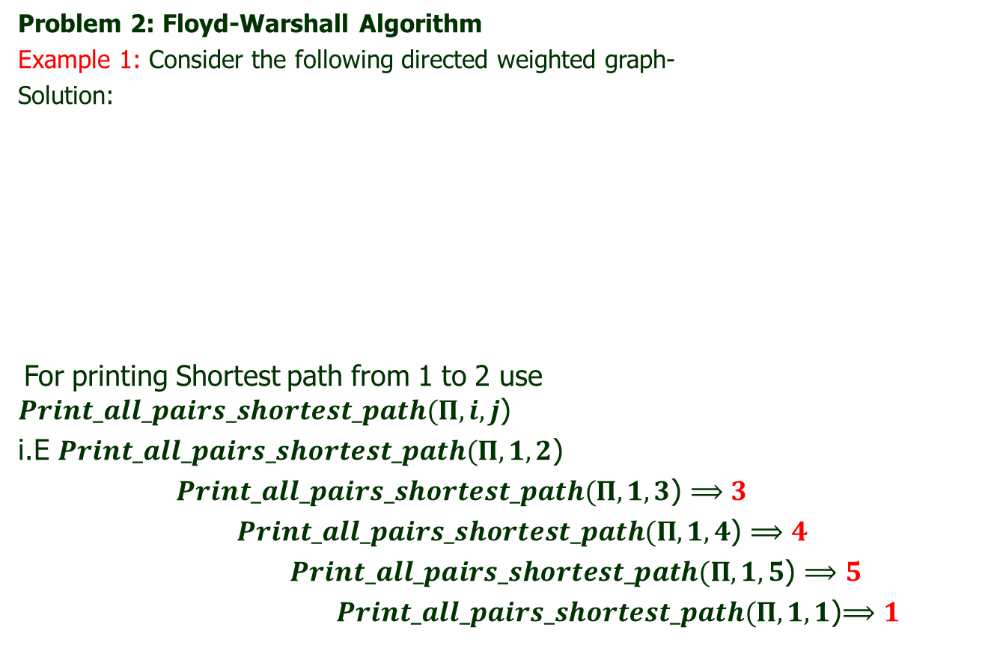 Problem 2: Floyd-Warshall Algorithm
Example 1: Consider the following directed weighted graph-
Solution:
For printing Shortest path from 1 to 2 use
Print_all_pairs_shortest_path(Π, i, j)
i.E Print_all_pairs_shortest_path(Π, 1, 2)
Print_all_pairs_shortest_path(Π, 1, 3) ⟹ 3
Print_all_pairs_shortest_path(Π, 1, 4) ⟹ 4
Print_all_pairs_shortest_path(Π, 1, 5) ⟹ 5
Print_all_pairs_shortest_path(Π, 1, 1)⟹ 1